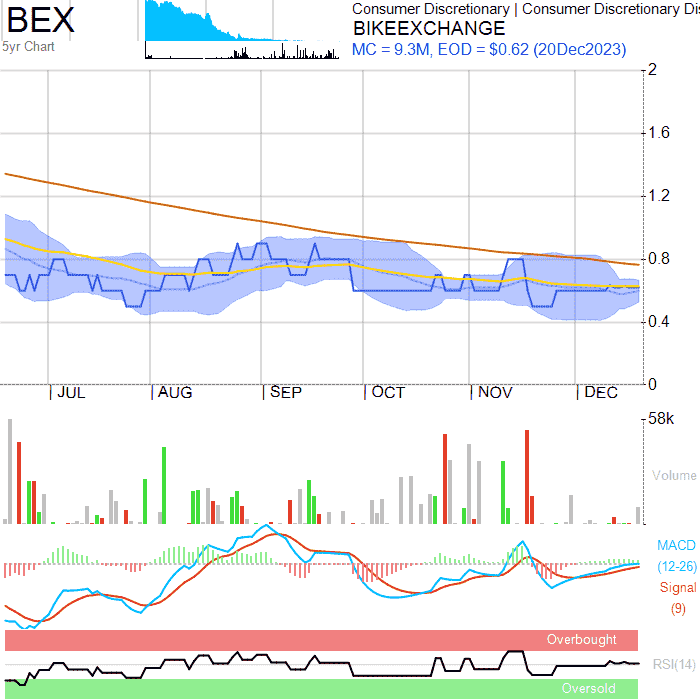 BEX
5yr Chart
Consumer Discretionary | Consumer Discretionary Dis
BIKEEXCHANGE
MC = 9.3M, EOD = $0.62 (20Dec2023)
2
1.6
1.2
0.8
0.4
0
JUL AUG SEP OCT NOV DEC
58k
Volume
MACD
(12-26)
Signal
(9)
Overbought
RSI(14)
Oversold